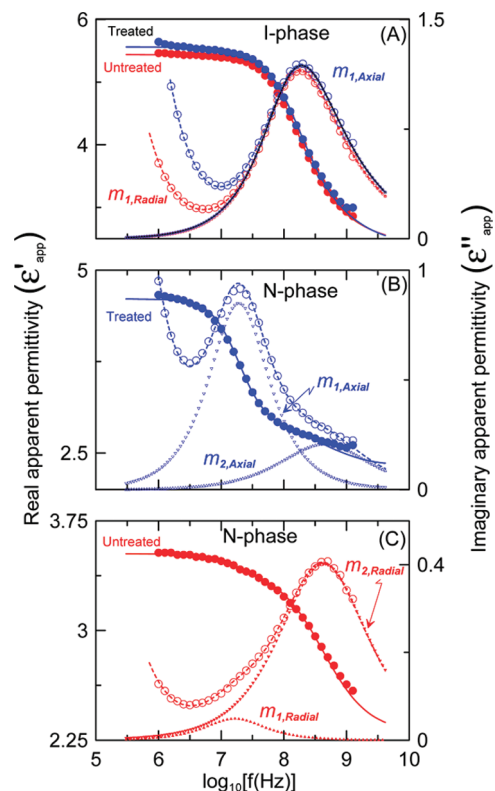 6
I-phase
(A)
1.5
Treated
Untreated
m1,Axial
4
m1,Radial
0
Real apparent permittivity (ε'app)
Imaginary apparent permittivity (ε''app)
4.5
N-phase
(B)
1
Treated
m1,Axial
2.5
m2,Axial
0
3.75
Untreated
N-phase
(C)
0.4
m2,Radial
3
m1,Radial
2.25
0
5 6 7 8 9 10
log10[f(Hz)]